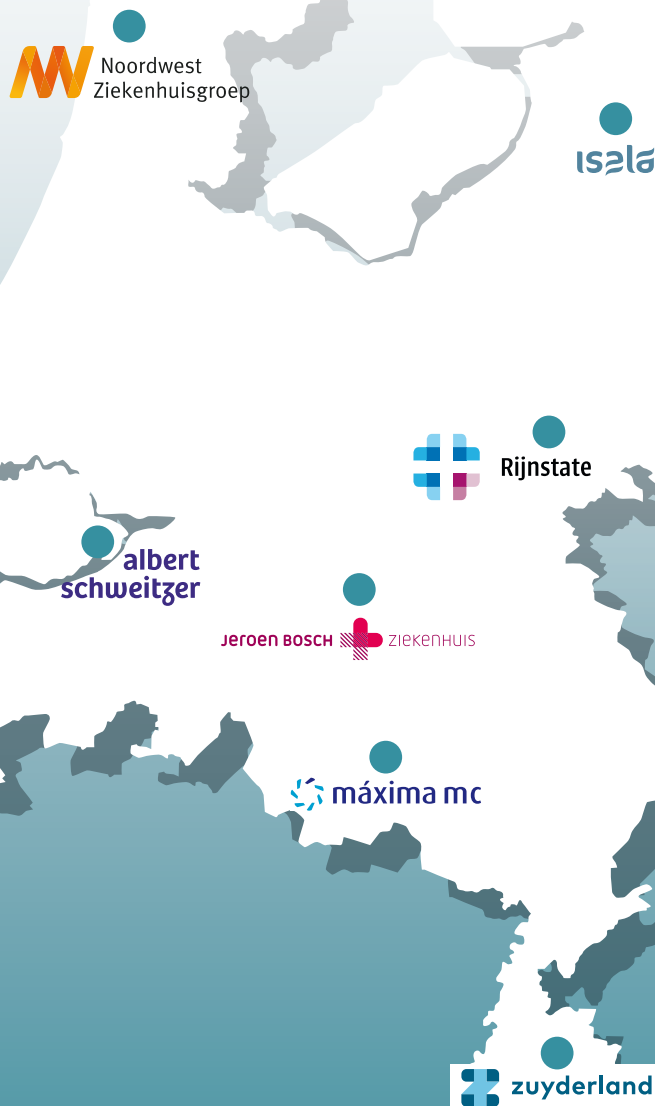 Noordwest
Ziekenhuisgroep
isala
Rijnstate
albert
schweitzer
Jeroen Bosch ZIEKENHUIS
máxima mc
zuyderland